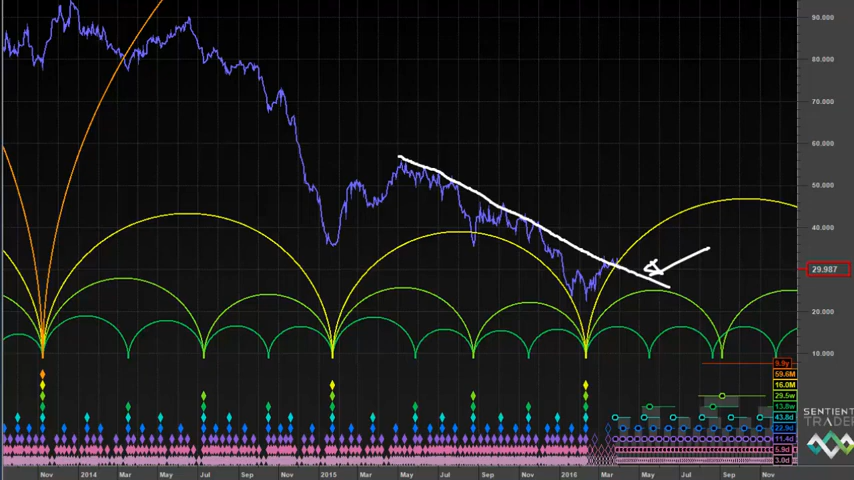 90.000
80.000
70.000
60.000
50.000
40.000
29.987
20.000
10.000
9.9y
59.6M
16.0M
29.5w
13.8w
43.8d
22.9d
11.4d
5.9d
3.0d
SENTIENT
TRADER
Nov 2014 Mar May Jul Sep Nov 2015 Mar May Jul Sep Nov 2016 Mar May Jul Sep Nov